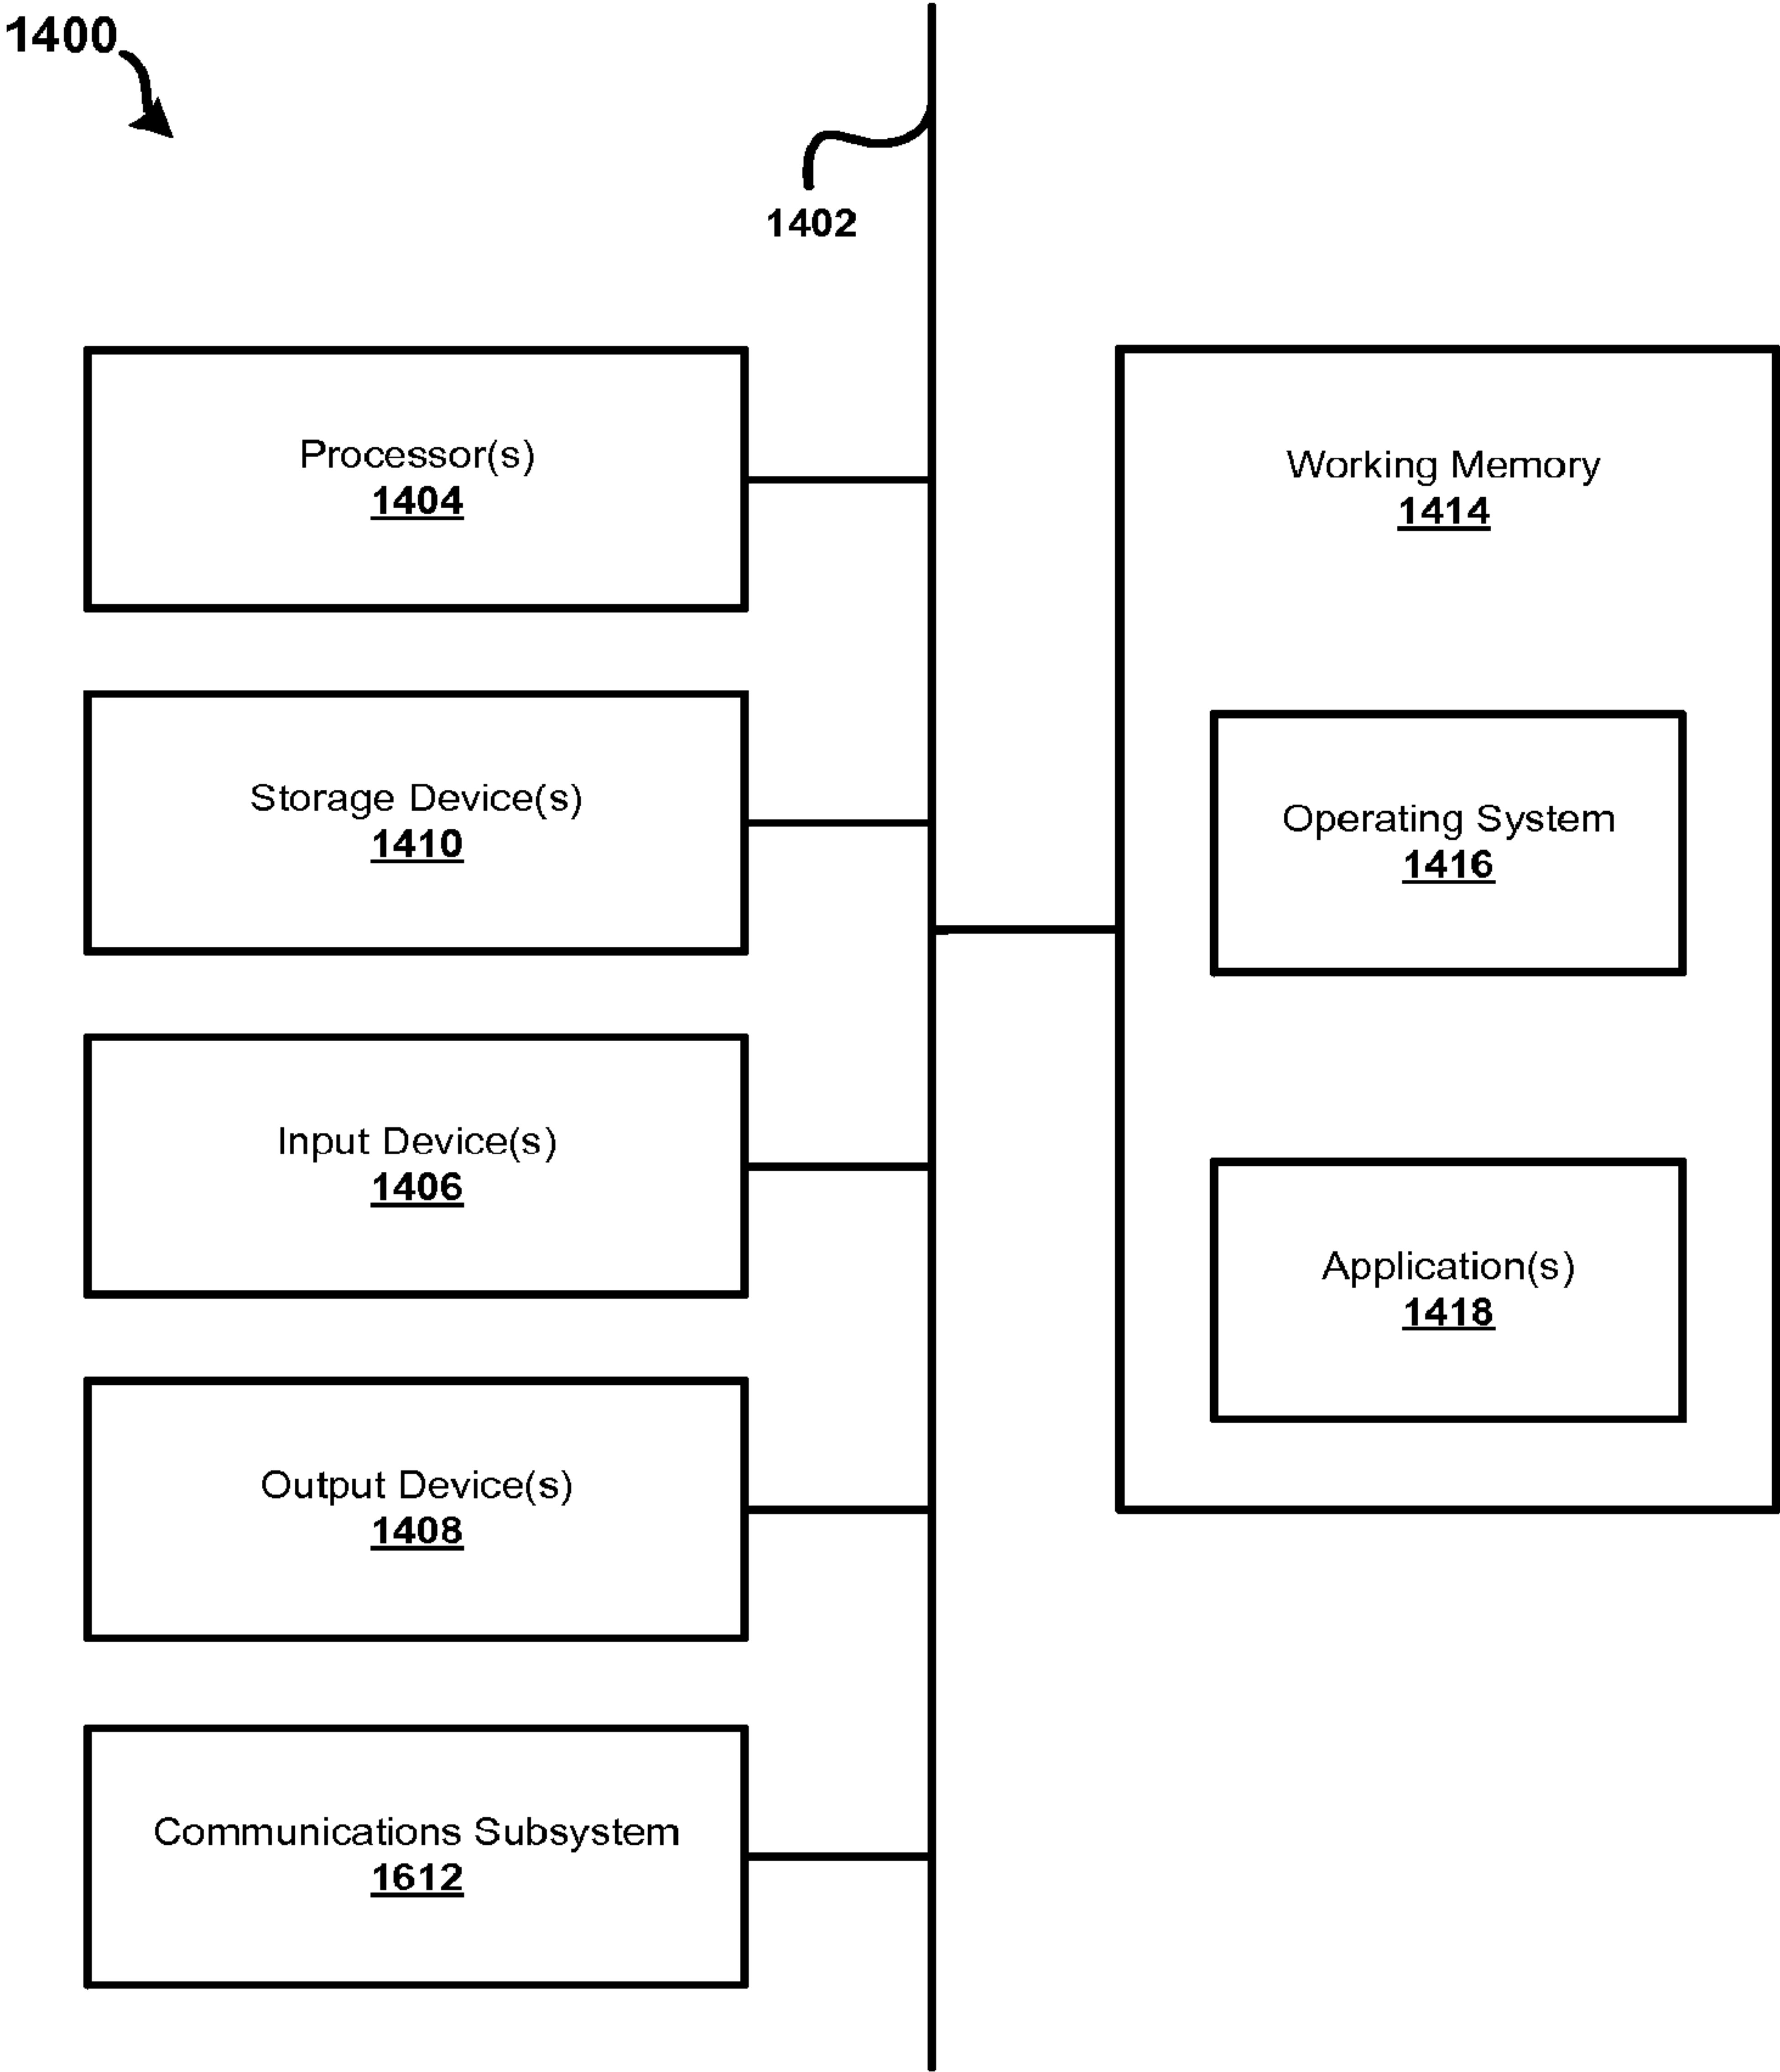 1400
1402
Processor(s)
1404
Storage Device(s)
1410
Input Device(s)
1406
Output Device(s)
1408
Communications Subsystem
1612
Working Memory
1414
Operating System
1416
Application(s)
1418